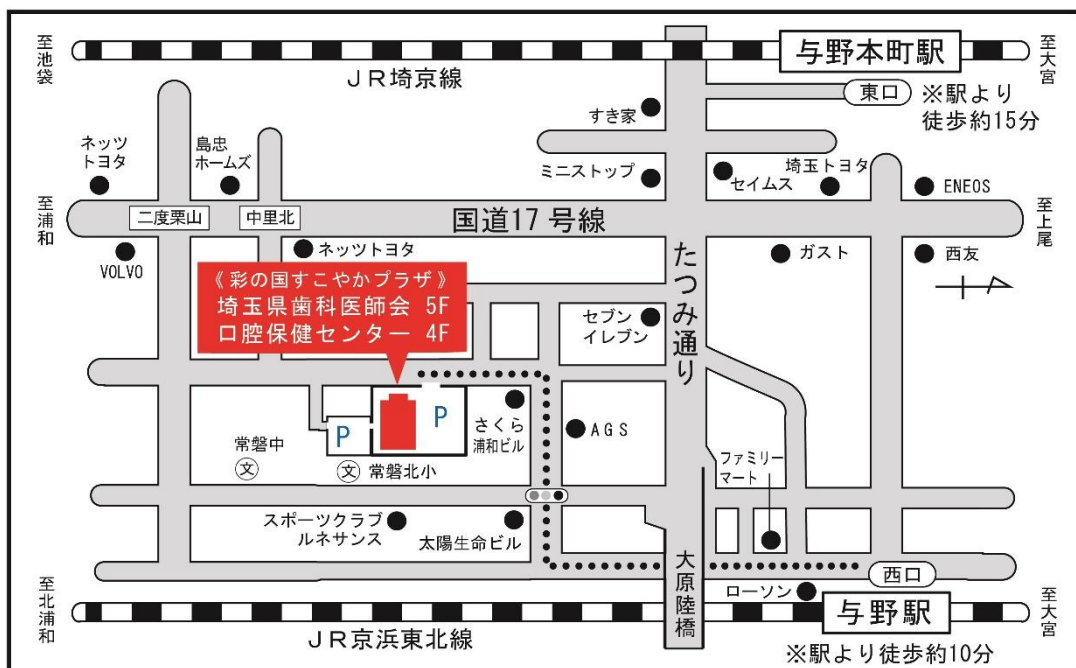 至池袋
JR埼京線
与野本町駅
至大宮
東口
※駅より
徒歩約15分
すき家
ネッツ
トヨタ
島忠
ホームズ
ミニストップ
セイムス
埼玉トヨタ
ENEOS
至浦和
二度栗山
中里北
国道17号線
至上尾
VOLVO
ネッツトヨタ
たつみ通り
ガスト
西友
《彩の国すこやかプラザ》
埼玉県歯科医師会 5F
口腔保健センター 4F
セブン
イレブン
P
P
さくら
浦和ビル
AGS
常磐中
文
文
常磐北小
ファミリー
マート
スポーツクラブ
ルネサンス
太陽生命ビル
大原陸橋
西口
ローソン
至北浦和
JR京浜東北線
与野駅
至大宮
※駅より徒歩約10分